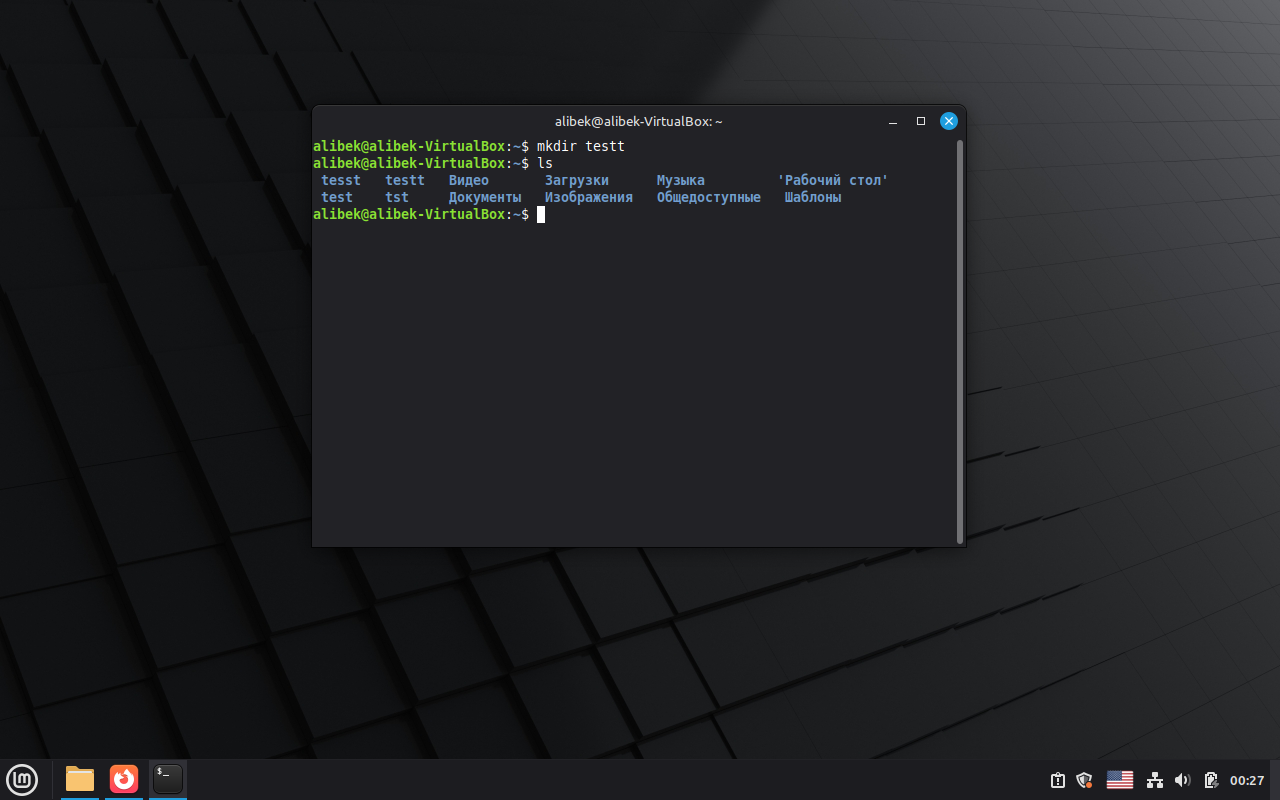 alibek@alibek-VirtualBox: ~
alibek@alibek-VirtualBox:~$ mkdir testt
alibek@alibek-VirtualBox:~$ ls
tesst testt Видео Загрузки Музыка 'Рабочий стол'
test tst Документы Изображения Общедоступные Шаблоны
alibek@alibek-VirtualBox:~$
$_
00:27